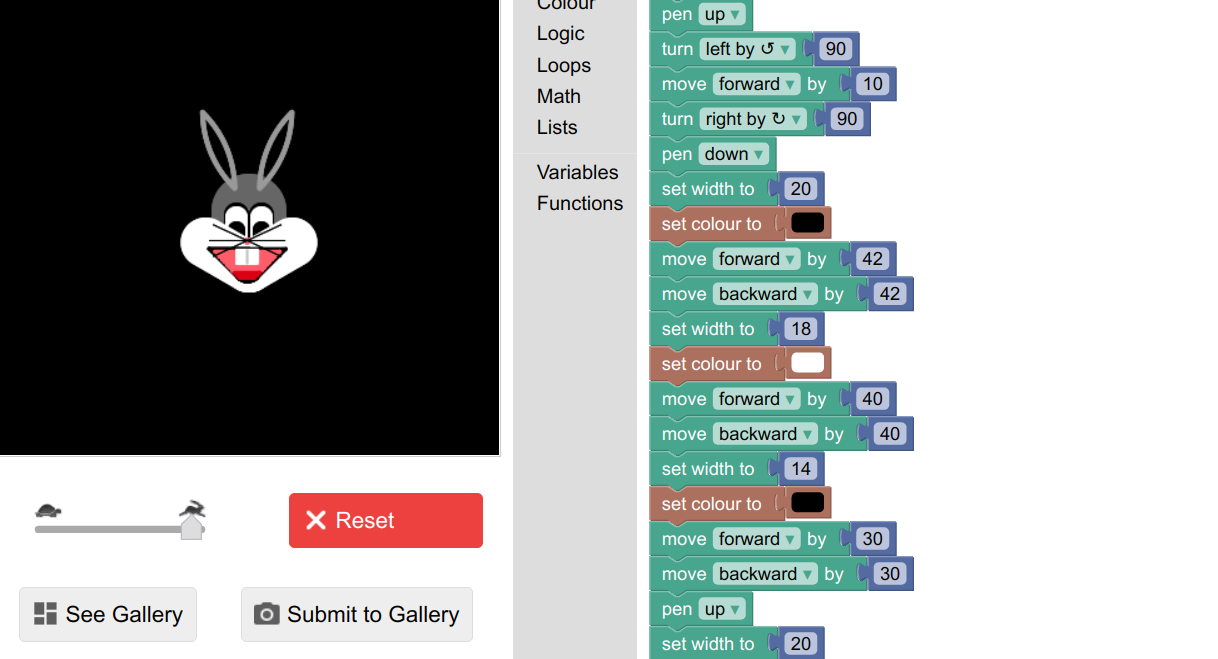 Reset
See Gallery
Submit to Gallery
Colour
Logic
Loops
Math
Lists
Variables
Functions
pen up ▾
turn left by ↺ ▾ 90
move forward ▾ by 10
turn right by ↻ ▾ 90
pen down ▾
set width to 20
set colour to
move forward ▾ by 42
move backward ▾ by 42
set width to 18
set colour to
move forward ▾ by 40
move backward ▾ by 40
set width to 14
set colour to
move forward ▾ by 30
move backward ▾ by 30
pen up ▾
set width to 20